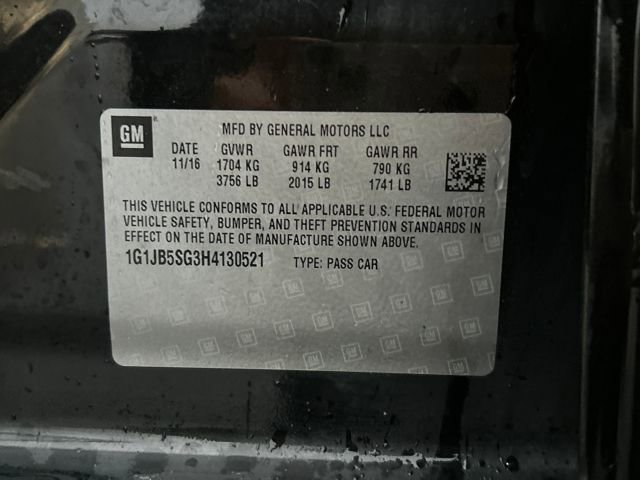 GM
MFD BY GENERAL MOTORS LLC
DATE GVWR GAWR FRT GAWR RR
11/16 1704 KG 914 KG 790 KG
3756 LB 2015 LB 1741 LB
THIS VEHICLE CONFORMS TO ALL APPLICABLE U.S. FEDERAL MOTOR
VEHICLE SAFETY, BUMPER, AND THEFT PREVENTION STANDARDS IN
EFFECT ON THE DATE OF MANUFACTURE SHOWN ABOVE.
1G1JB5SG3H4130521 TYPE: PASS CAR